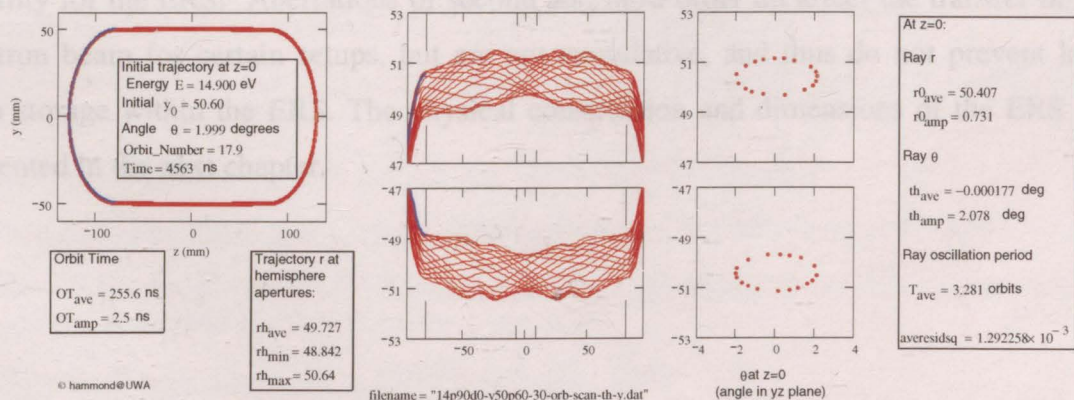 53
51
49
47
−47
−49
−51
−53
−50
0
50
50
0
−50
y (mm)
−100
0
100
z (mm)
Initial trajectory at z=0
Energy E = 14.900 eV
Initial y0 = 50.60
Angle θ = 1.999 degrees
Orbit_Number = 17.9
Time = 4563 ns
Orbit Time
OTave = 255.6 ns
OTamp = 2.5 ns
Trajectory r at
hemisphere
apertures:
rhave = 49.727
rhmin = 48.842
rhmax = 50.64
© hammond@UWA
filename = "14p90d0-y50p60-30-orb-scan-th-y.dat"
53
51
49
47
−47
−49
−51
−53
−4
−2
0
2
4
θ at z=0
(angle in yz plane)
At z=0:
Ray r
r0ave = 50.407
r0amp = 0.731
Ray θ
thave = −0.000177 deg
thamp = 2.078 deg
Ray oscillation period
Tave = 3.281 orbits
averesidsq = 1.292258× 10−3